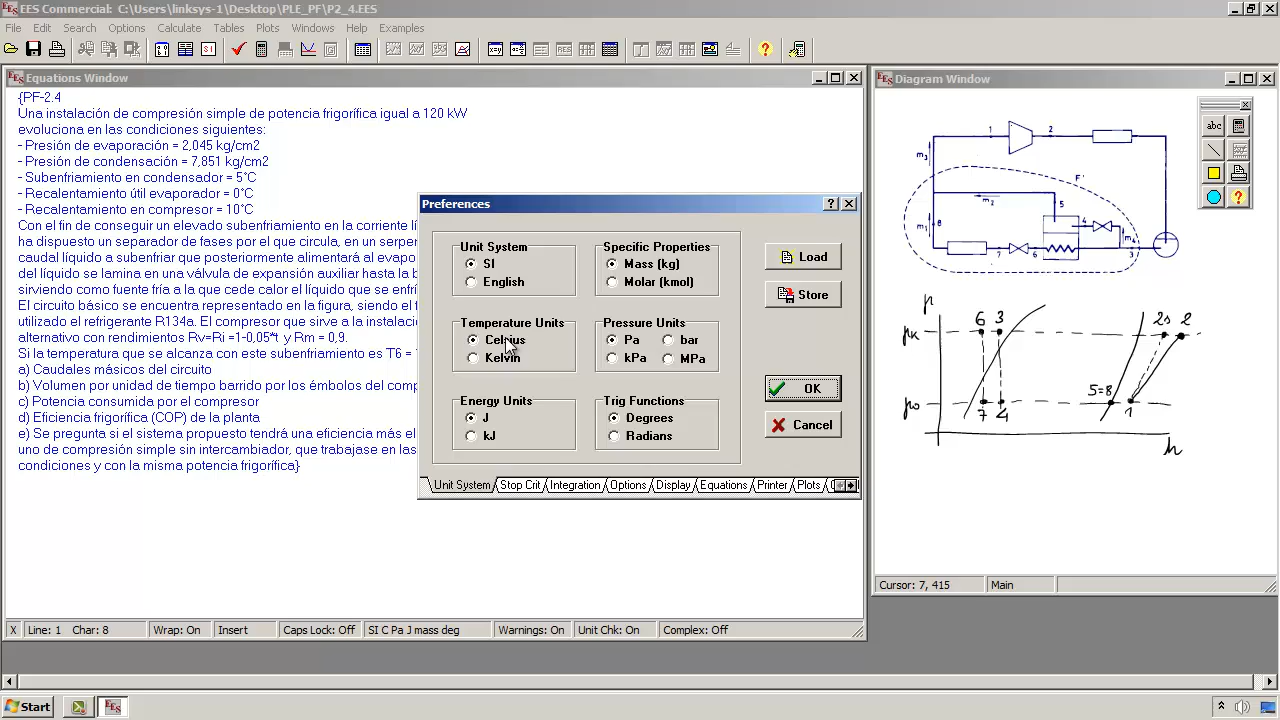 EES Commercial: C:\Users\linksys-1\Desktop\PLE_PF\P2_4.EES
File Edit Search Options Calculate Tables Plots Windows Help Examples
Equations Window
{PF-2.4
Una instalación de compresión simple de potencia frigorífica igual a 120 kW
evoluciona en las condiciones siguientes:
- Presión de evaporación = 2,045 kg/cm2
- Presión de condensación = 7,851 kg/cm2
- Subenfriamiento en condensador = 5°C
- Recalentamiento útil evaporador = 0°C
- Recalentamiento en compresor = 10°C
Con el fin de conseguir un elevado subenfriamiento en la corriente lí
ha dispuesto un separador de fases por el que circula, en un serper
caudal líquido a subenfriar que posteriormente alimentará al evapor
del líquido se lamina en una válvula de expansión auxiliar hasta la
sirviendo como fuente fría a la que cede calor el líquido que se enfrí
El circuito básico se encuentra representado en la figura, siendo el f
utilizado el refrigerante R134a. El compresor que sirve a la instalació
alternativo con rendimientos Rv=Ri =1-0,05*t y Rm = 0,9.
Si la temperatura que se alcanza con este subenfriamiento es T6 =
a) Caudales másicos del circuito
b) Volumen por unidad de tiempo barrido por los émbolos del comp
c) Potencia consumida por el compresor
d) Eficiencia frigorífica (COP) de la planta
e) Se pregunta si el sistema propuesto tendrá una eficiencia más el
uno de compresión simple sin intercambiador, que trabajase en las
condiciones y con la misma potencia frigorífica}
X Line: 1 Char: 8 Wrap: On Insert Caps Lock: Off SI C Pa J mass deg Warnings: On Unit Chk: On Complex: Off
Preferences
Unit System
SI
English
Specific Properties
Mass (kg)
Molar (kmol)
Load
Store
Temperature Units
Celsius
Kelvin
Pressure Units
Pa bar
kPa MPa
OK
Cancel
Energy Units
J
kJ
Trig Functions
Degrees
Radians
Unit System Stop Crit Integration Options Display Equations Printer Plots
Diagram Window
abc
1 2
m3
F'
m2 5
m1 8 4
m4
7 6 3
p
6 3 2s 2
pk
5=8
po
7 4 1
h
Cursor: 7, 415 Main
Start